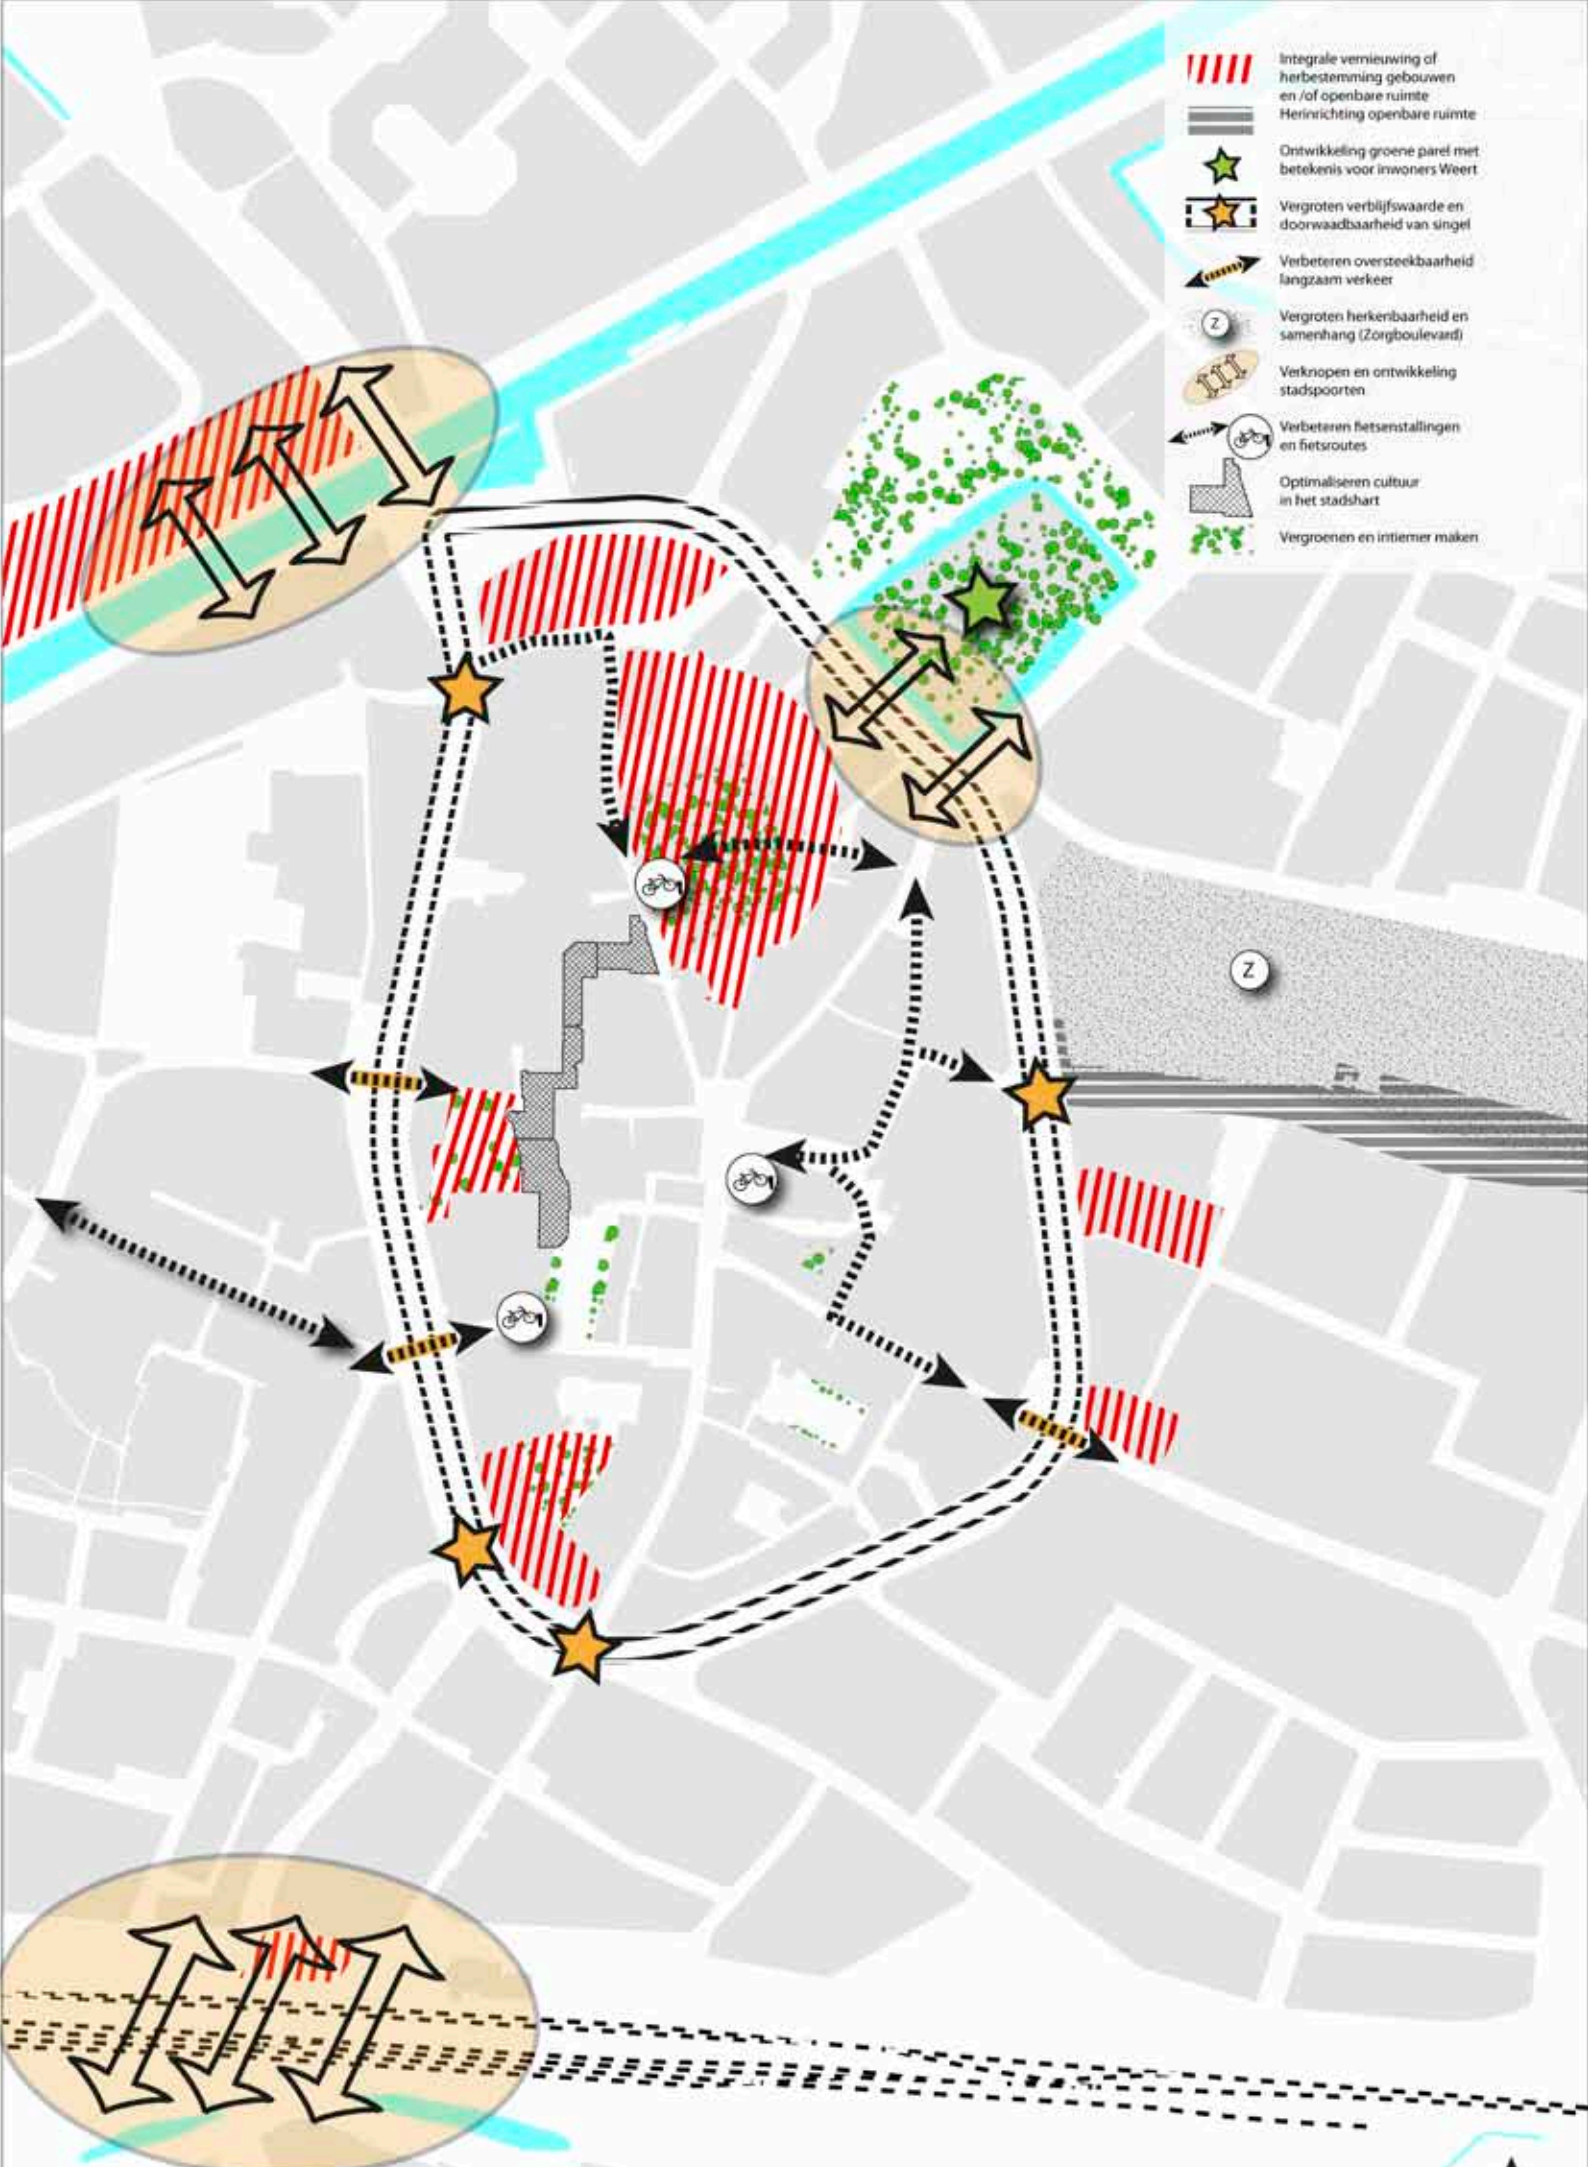 Integrale vernieuwing of
herbestemming gebouwen
en /of openbare ruimte
Herinrichting openbare ruimte
Ontwikkeling groene parel met
betekenis voor inwoners Weert
Vergroten verblijfswaarde en
doorwaadbaarheid van singel
Verbeteren oversteekbaarheid
langzaam verkeer
Z
Vergroten herkenbaarheid en
samenhang (Zorgboulevard)
Verknopen en ontwikkeling
stadspoorten
Verbeteren fietsenstallingen
en fietsroutes
Optimaliseren cultuur
in het stadshart
Vergroenen en intiemer maken
Z